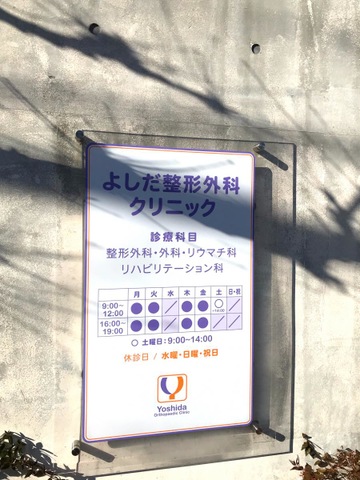 よしだ整形外科
クリニック
診療科目
整形外科・外科・リウマチ科
リハビリテーション科
月 火 水 木 金 土 日・祝
9:00~12:00 ● ● ／ ● ● ○~14:00 ／
16:00~19:00 ● ● ／ ● ● ／ ／
○ 土曜日：9:00~14:00
休診日 / 水曜・日曜・祝日
Yoshida
Orthopaedic Clinic